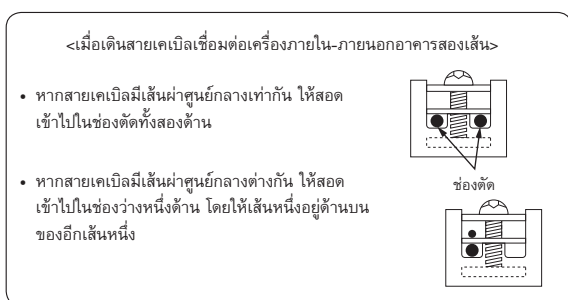 <เมื่อเดินสายเคเบิลเชื่อมต่อเครื่องภายใน-ภายนอกอาคารสองเส้น>
• หากสายเคเบิลมีเส้นผ่าศูนย์กลางเท่ากัน ให้สอด
เข้าไปในช่องตัดทั้งสองด้าน
ช่องตัด
• หากสายเคเบิลมีเส้นผ่าศูนย์กลางต่างกัน ให้สอด
เข้าไปในช่องว่างหนึ่งด้าน โดยให้เส้นหนึ่งอยู่ด้านบน
ของอีกเส้นหนึ่ง